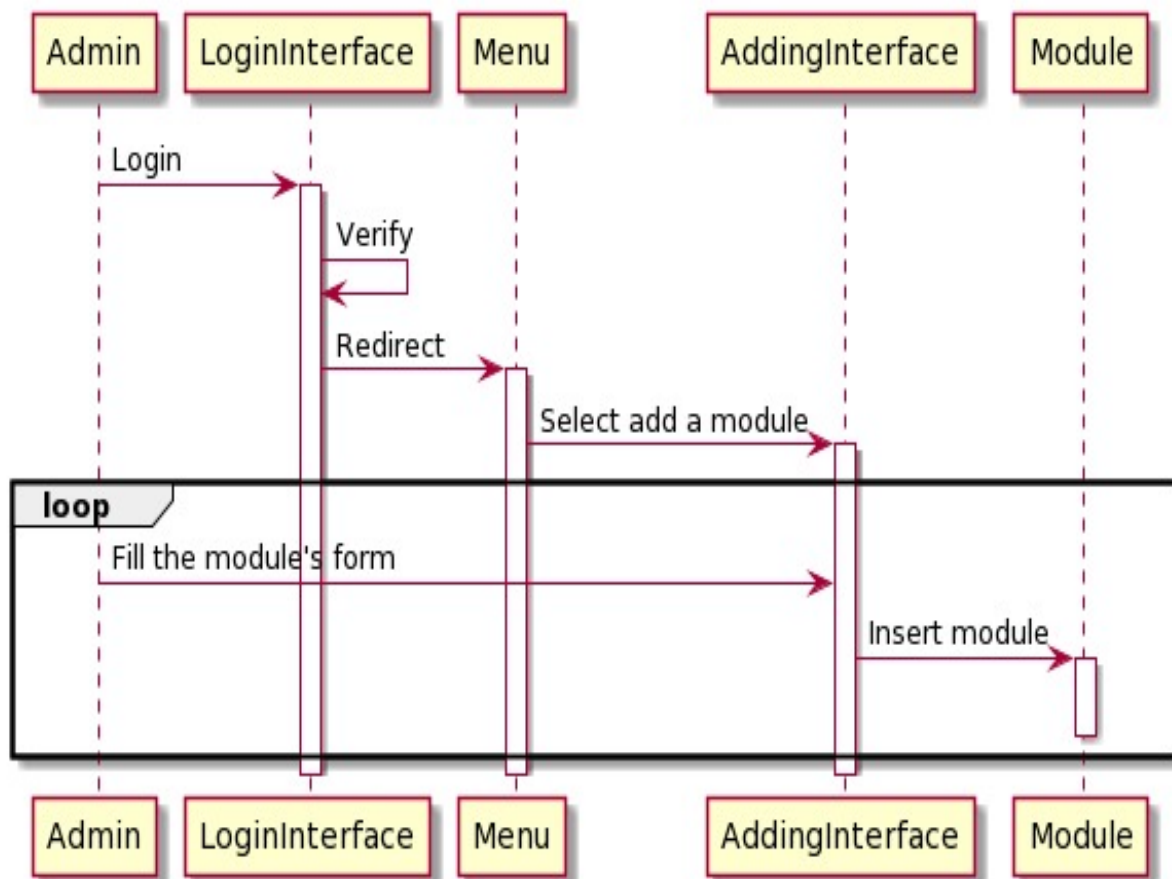 Admin
LoginInterface
Menu
AddingInterface
Module
Login
Verify
Redirect
Select add a module
loop
Fill the module's form
Insert module
Admin
LoginInterface
Menu
AddingInterface
Module